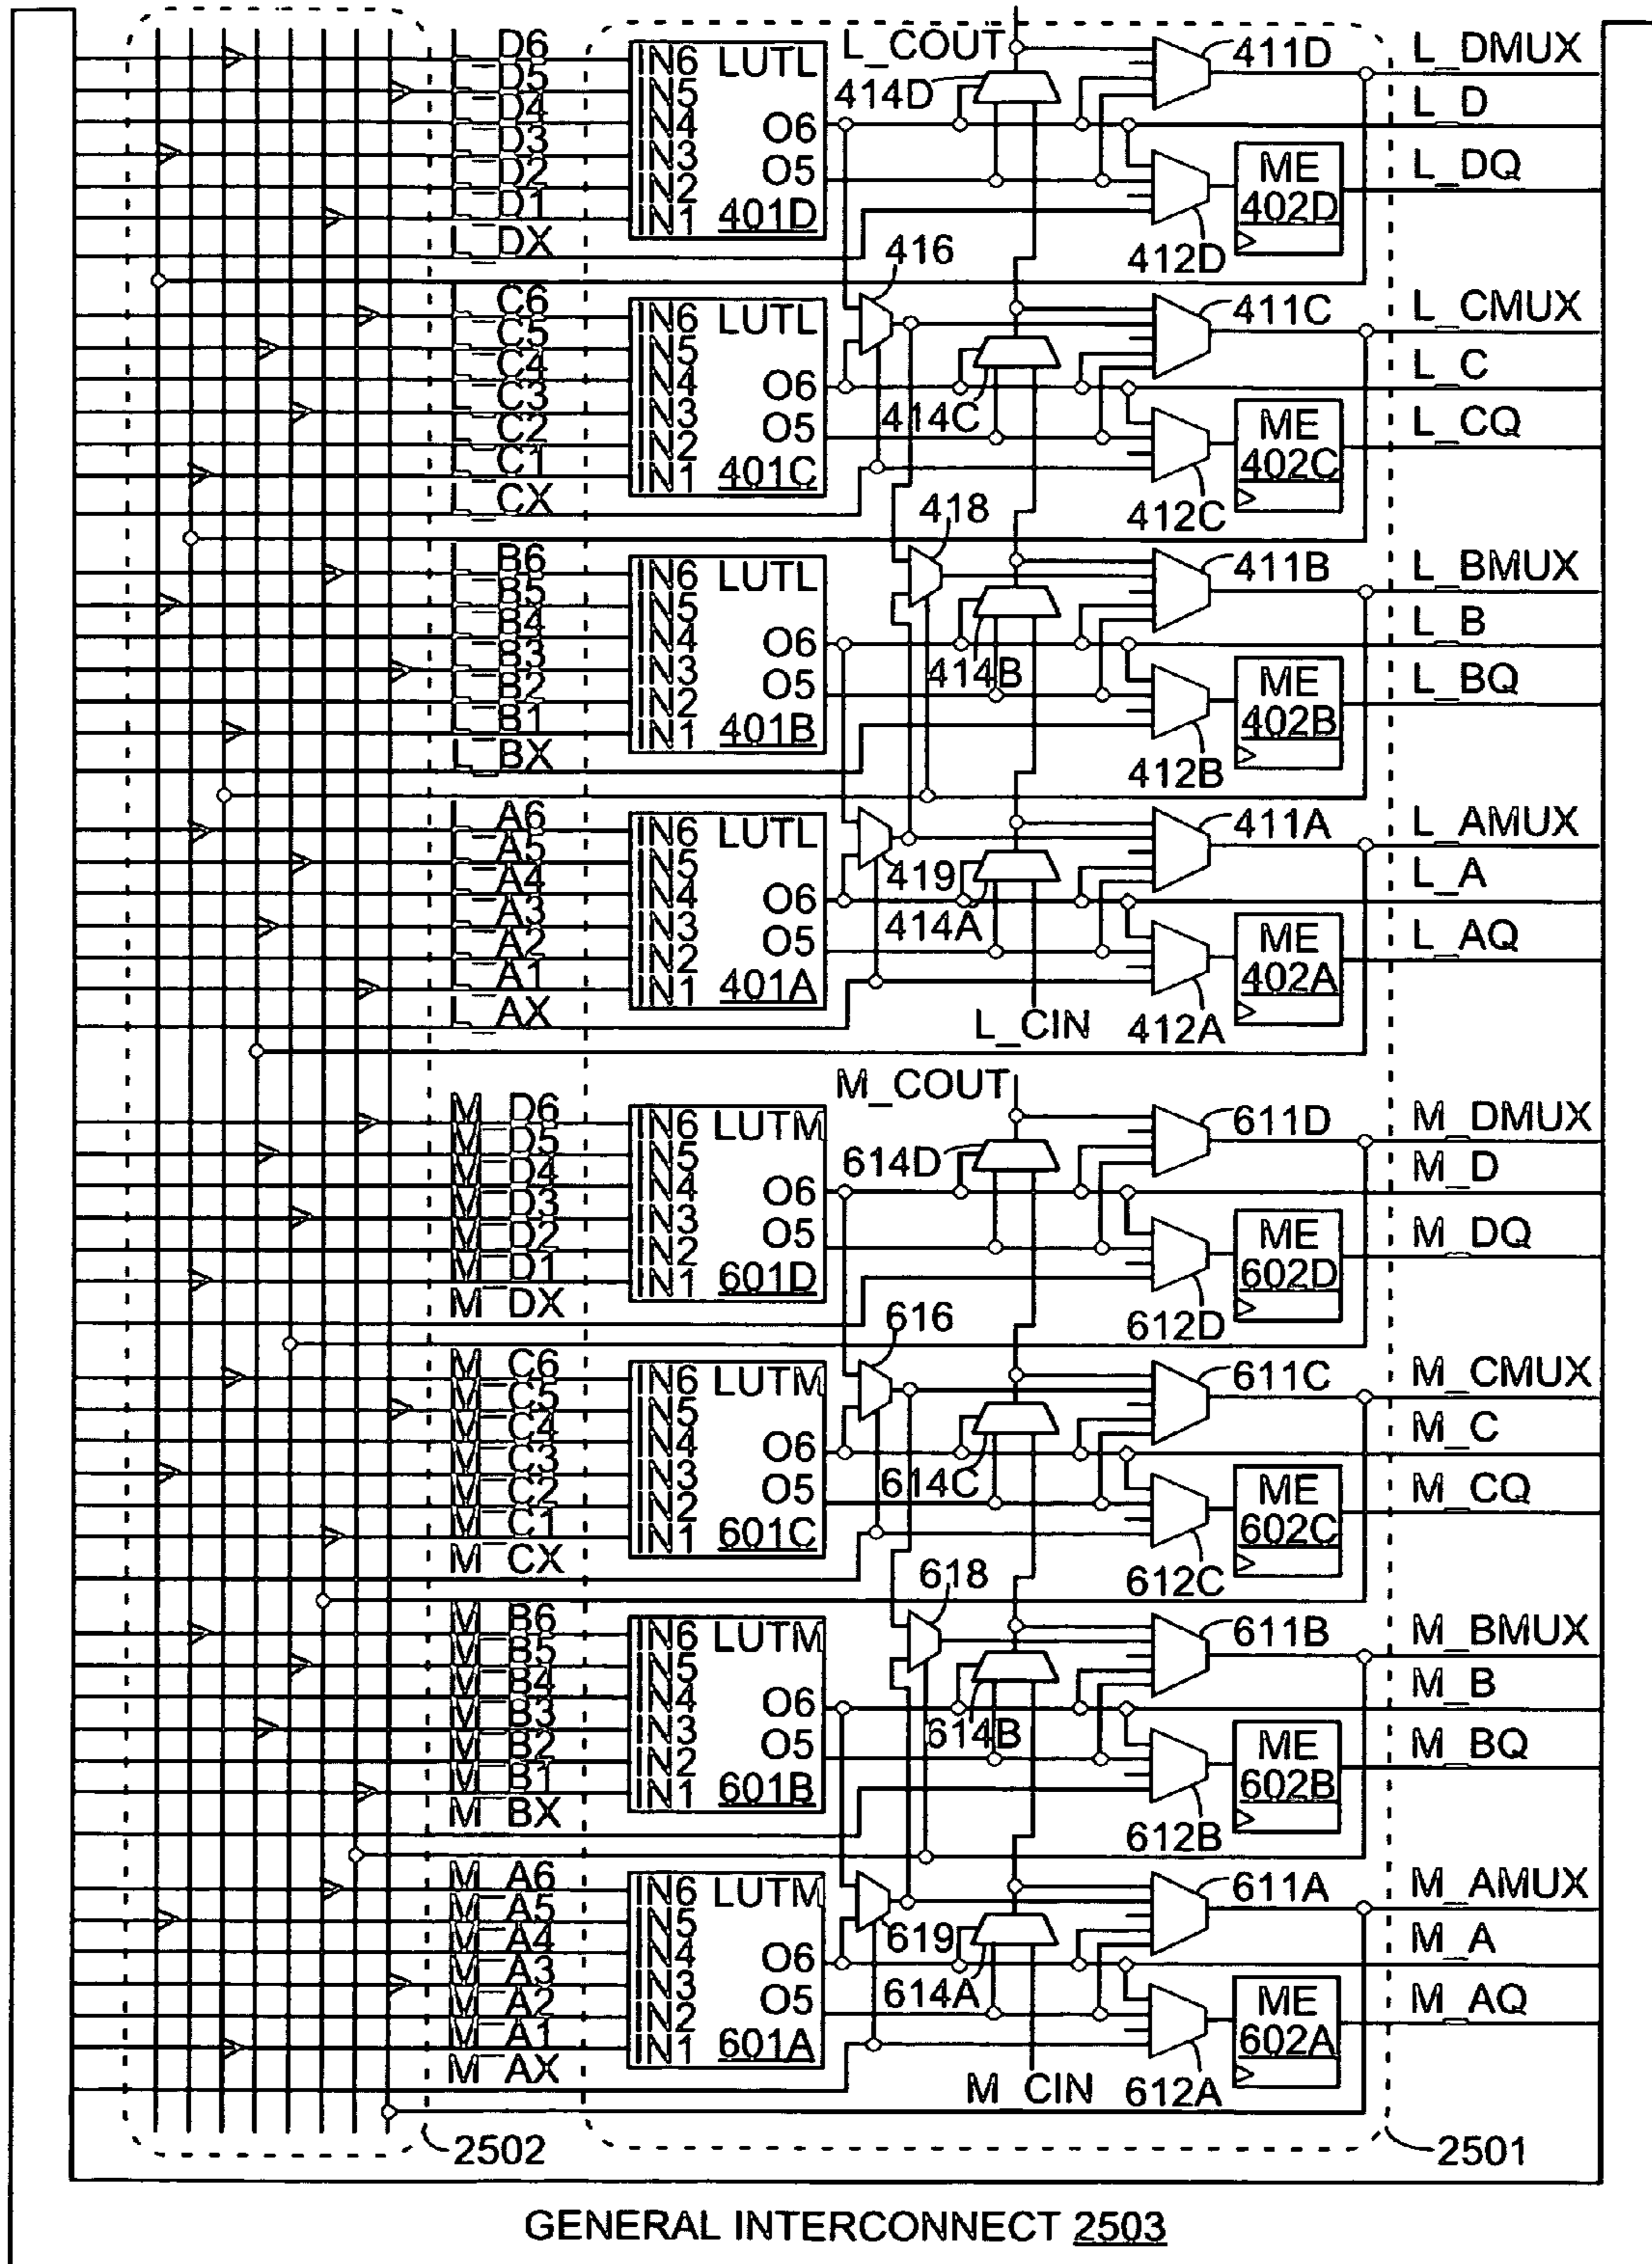 L_D6
L_D5
L_D4
L_D3
L_D2
L_D1
L_DX
IN6 LUTL
IN5
IN4
IN3
IN2
IN1
O6
O5
401D
L_COUT
414D
411D
412D
ME
402D
L_DMUX
L_D
L_DQ
L_C6
L_C5
L_C4
L_C3
L_C2
L_C1
L_CX
IN6 LUTL
IN5
IN4
IN3
IN2
IN1
O6
O5
401C
416
414C
411C
412C
ME
402C
L_CMUX
L_C
L_CQ
L_B6
L_B5
L_B4
L_B3
L_B2
L_B1
L_BX
IN6 LUTL
IN5
IN4
IN3
IN2
IN1
O6
O5
401B
418
414B
411B
412B
ME
402B
L_BMUX
L_B
L_BQ
L_A6
L_A5
L_A4
L_A3
L_A2
L_A1
L_AX
IN6 LUTL
IN5
IN4
IN3
IN2
IN1
O6
O5
401A
419
414A
L_CIN
411A
412A
ME
402A
L_AMUX
L_A
L_AQ
M_D6
M_D5
M_D4
M_D3
M_D2
M_D1
M_DX
IN6 LUTM
IN5
IN4
IN3
IN2
IN1
O6
O5
601D
M_COUT
614D
611D
612D
ME
602D
M_DMUX
M_D
M_DQ
M_C6
M_C5
M_C4
M_C3
M_C2
M_C1
M_CX
IN6 LUTM
IN5
IN4
IN3
IN2
IN1
O6
O5
601C
616
614C
611C
612C
ME
602C
M_CMUX
M_C
M_CQ
M_B6
M_B5
M_B4
M_B3
M_B2
M_B1
M_BX
IN6 LUTM
IN5
IN4
IN3
IN2
IN1
O6
O5
601B
618
614B
611B
612B
ME
602B
M_BMUX
M_B
M_BQ
M_A6
M_A5
M_A4
M_A3
M_A2
M_A1
M_AX
IN6 LUTM
IN5
IN4
IN3
IN2
IN1
O6
O5
601A
619
614A
M_CIN
611A
612A
ME
602A
M_AMUX
M_A
M_AQ
2502
2501
GENERAL INTERCONNECT 2503